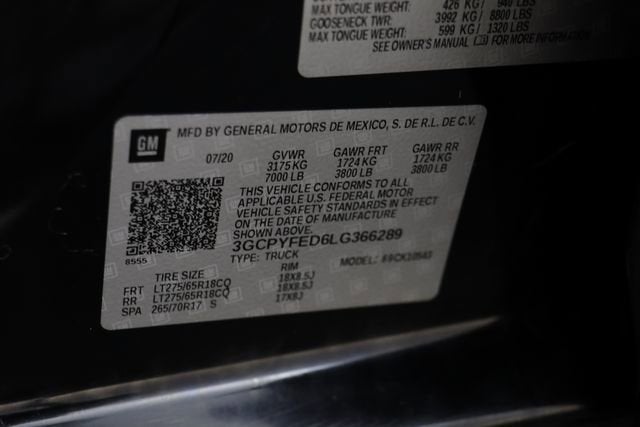 MAX TONGUE WEIGHT: 426 KG / 940 LBS
GOOSENECK TWR: 3992 KG / 8800 LBS
MAX TONGUE WEIGHT: 599 KG / 1320 LBS
SEE OWNER'S MANUAL FOR MORE INFORMATION
GM MFD BY GENERAL MOTORS DE MEXICO, S. DE R.L. DE C.V.
07/20 GVWR GAWR FRT GAWR RR
3175 KG 1724 KG 1724 KG
7000 LB 3800 LB 3800 LB
THIS VEHICLE CONFORMS TO ALL
APPLICABLE U.S. FEDERAL MOTOR
VEHICLE SAFETY STANDARDS IN EFFECT
ON THE DATE OF MANUFACTURE
SHOWN ABOVE.
3GCPYFED6LG366289
8555
TYPE: TRUCK MODEL:
TIRE SIZE RIM
FRT LT275/65R18CQ 18X8.5J
RR LT275/65R18CQ 18X8.5J
SPA 265/70R17 S 17X8J